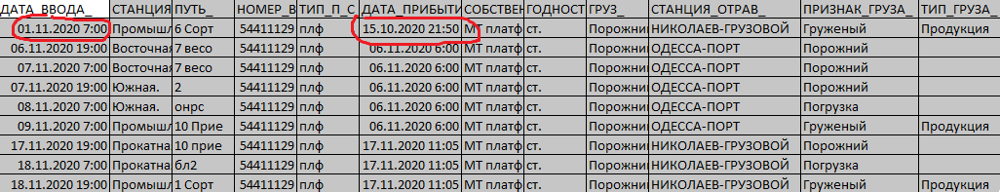 ДАТА_ВВОДА_ СТАНЦИЯ ПУТЬ_ НОМЕР_В ТИП_П_С ДАТА_ПРИБЫТИ СОБСТВЕН ГОДНОСТ ГРУЗ_ СТАНЦИЯ_ОТРАВ_ ПРИЗНАК_ГРУЗА_ ТИП_ГРУЗА_
01.11.2020 7:00 Промышл 6 Сорт 54411129 плф 15.10.2020 21:50 МТ платф ст. Порожни НИКОЛАЕВ-ГРУЗОВОЙ Груженый Продукция
06.11.2020 19:00 Восточная 7 весо 54411129 плф 06.11.2020 6:00 МТ платф ст. Порожни ОДЕССА-ПОРТ Порожний
07.11.2020 7:00 Восточная 7 весо 54411129 плф 06.11.2020 6:00 МТ платф ст. Порожни ОДЕССА-ПОРТ Порожний
07.11.2020 19:00 Южная. 2 54411129 плф 06.11.2020 6:00 МТ платф ст. Порожни ОДЕССА-ПОРТ Порожний
08.11.2020 7:00 Южная. онрс 54411129 плф 06.11.2020 6:00 МТ платф ст. Порожни ОДЕССА-ПОРТ Погрузка
09.11.2020 7:00 Промышл 10 Прие 54411129 плф 06.11.2020 6:00 МТ платф ст. Порожни ОДЕССА-ПОРТ Груженый Продукция
17.11.2020 19:00 Прокатна 10 прие 54411129 плф 17.11.2020 11:05 МТ платф ст. Порожни НИКОЛАЕВ-ГРУЗОВОЙ Порожний
18.11.2020 7:00 Прокатна бл2 54411129 плф 17.11.2020 11:05 МТ платф ст. Порожни НИКОЛАЕВ-ГРУЗОВОЙ Погрузка
18.11.2020 19:00 Промышл 1 Сорт 54411129 плф 17.11.2020 11:05 МТ платф ст. Порожни НИКОЛАЕВ-ГРУЗОВОЙ Груженый Продукция